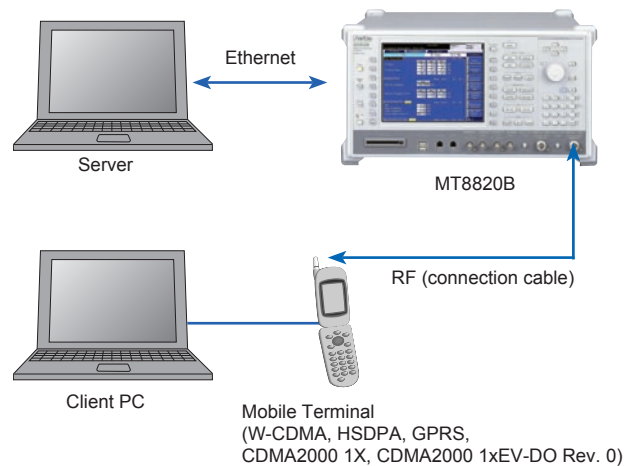 Ethernet
Server
MT8820B
RF (connection cable)
Client PC
Mobile Terminal
(W-CDMA, HSDPA, GPRS,
CDMA2000 1X, CDMA2000 1xEV-DO Rev. 0)